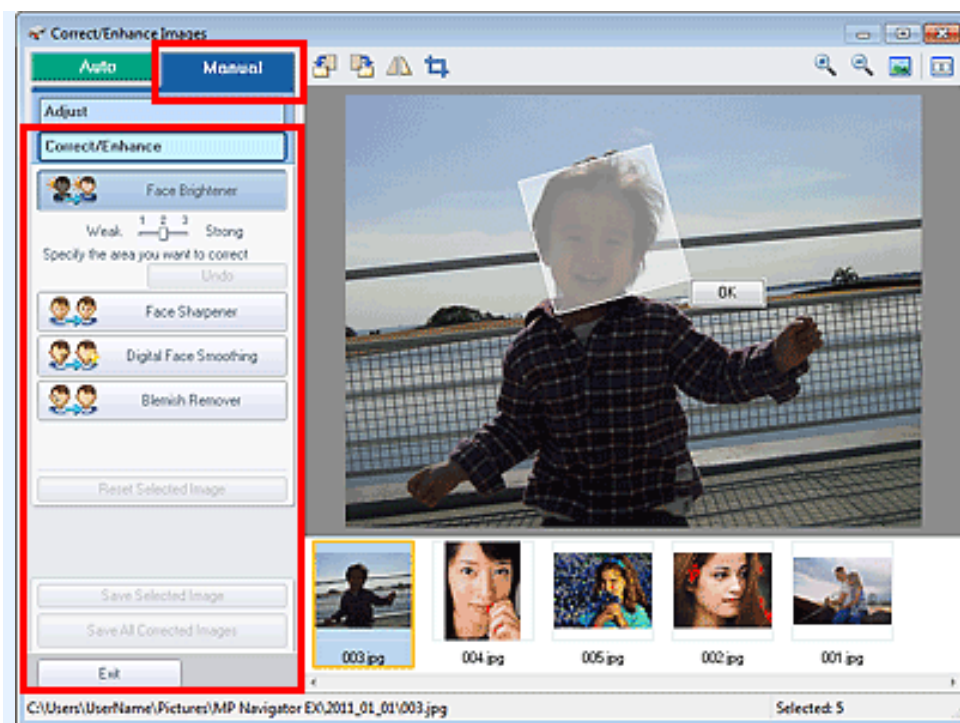 Correct/Enhance Images
Auto
Manual
Adjust
Correct/Enhance
Face Brightener
1 2 3
Weak Strong
Specify the area you want to correct
Undo
Face Sharpener
Digital Face Smoothing
Blemish Remover
Reset Selected Image
Save Selected Image
Save All Corrected Images
Exit
OK
003.jpg
004.jpg
005.jpg
002.jpg
001.jpg
C:\Users\UserName\Pictures\MP Navigator EX\2011_01_01\003.jpg
Selected: 5